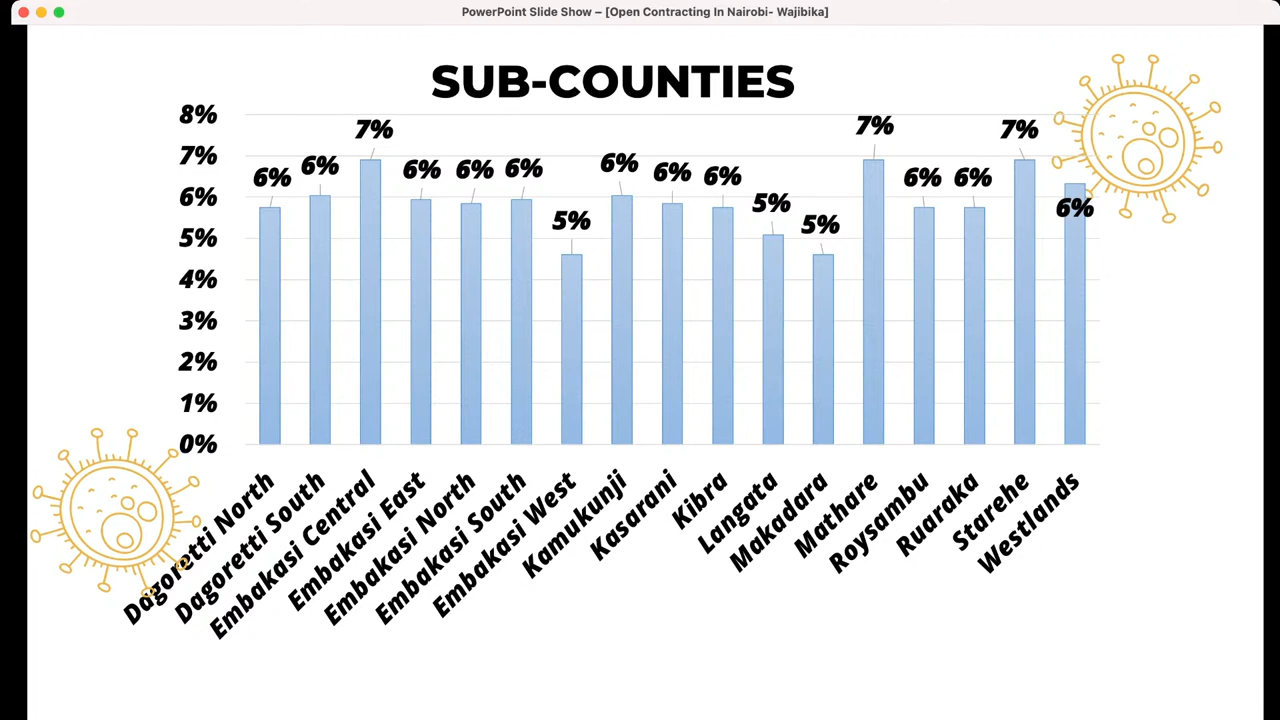 PowerPoint Slide Show – [Open Contracting In Nairobi- Wajibika]
SUB-COUNTIES
8%
7%
6%
5%
4%
3%
2%
1%
0%
6%
6%
7%
6%
6%
6%
5%
6%
6%
6%
5%
5%
7%
6%
6%
7%
6%
Dagoretti North
Dagoretti South
Embakasi Central
Embakasi East
Embakasi North
Embakasi South
Embakasi West
Kamukunji
Kasarani
Kibra
Langata
Makadara
Mathare
Roysambu
Ruaraka
Starehe
Westlands